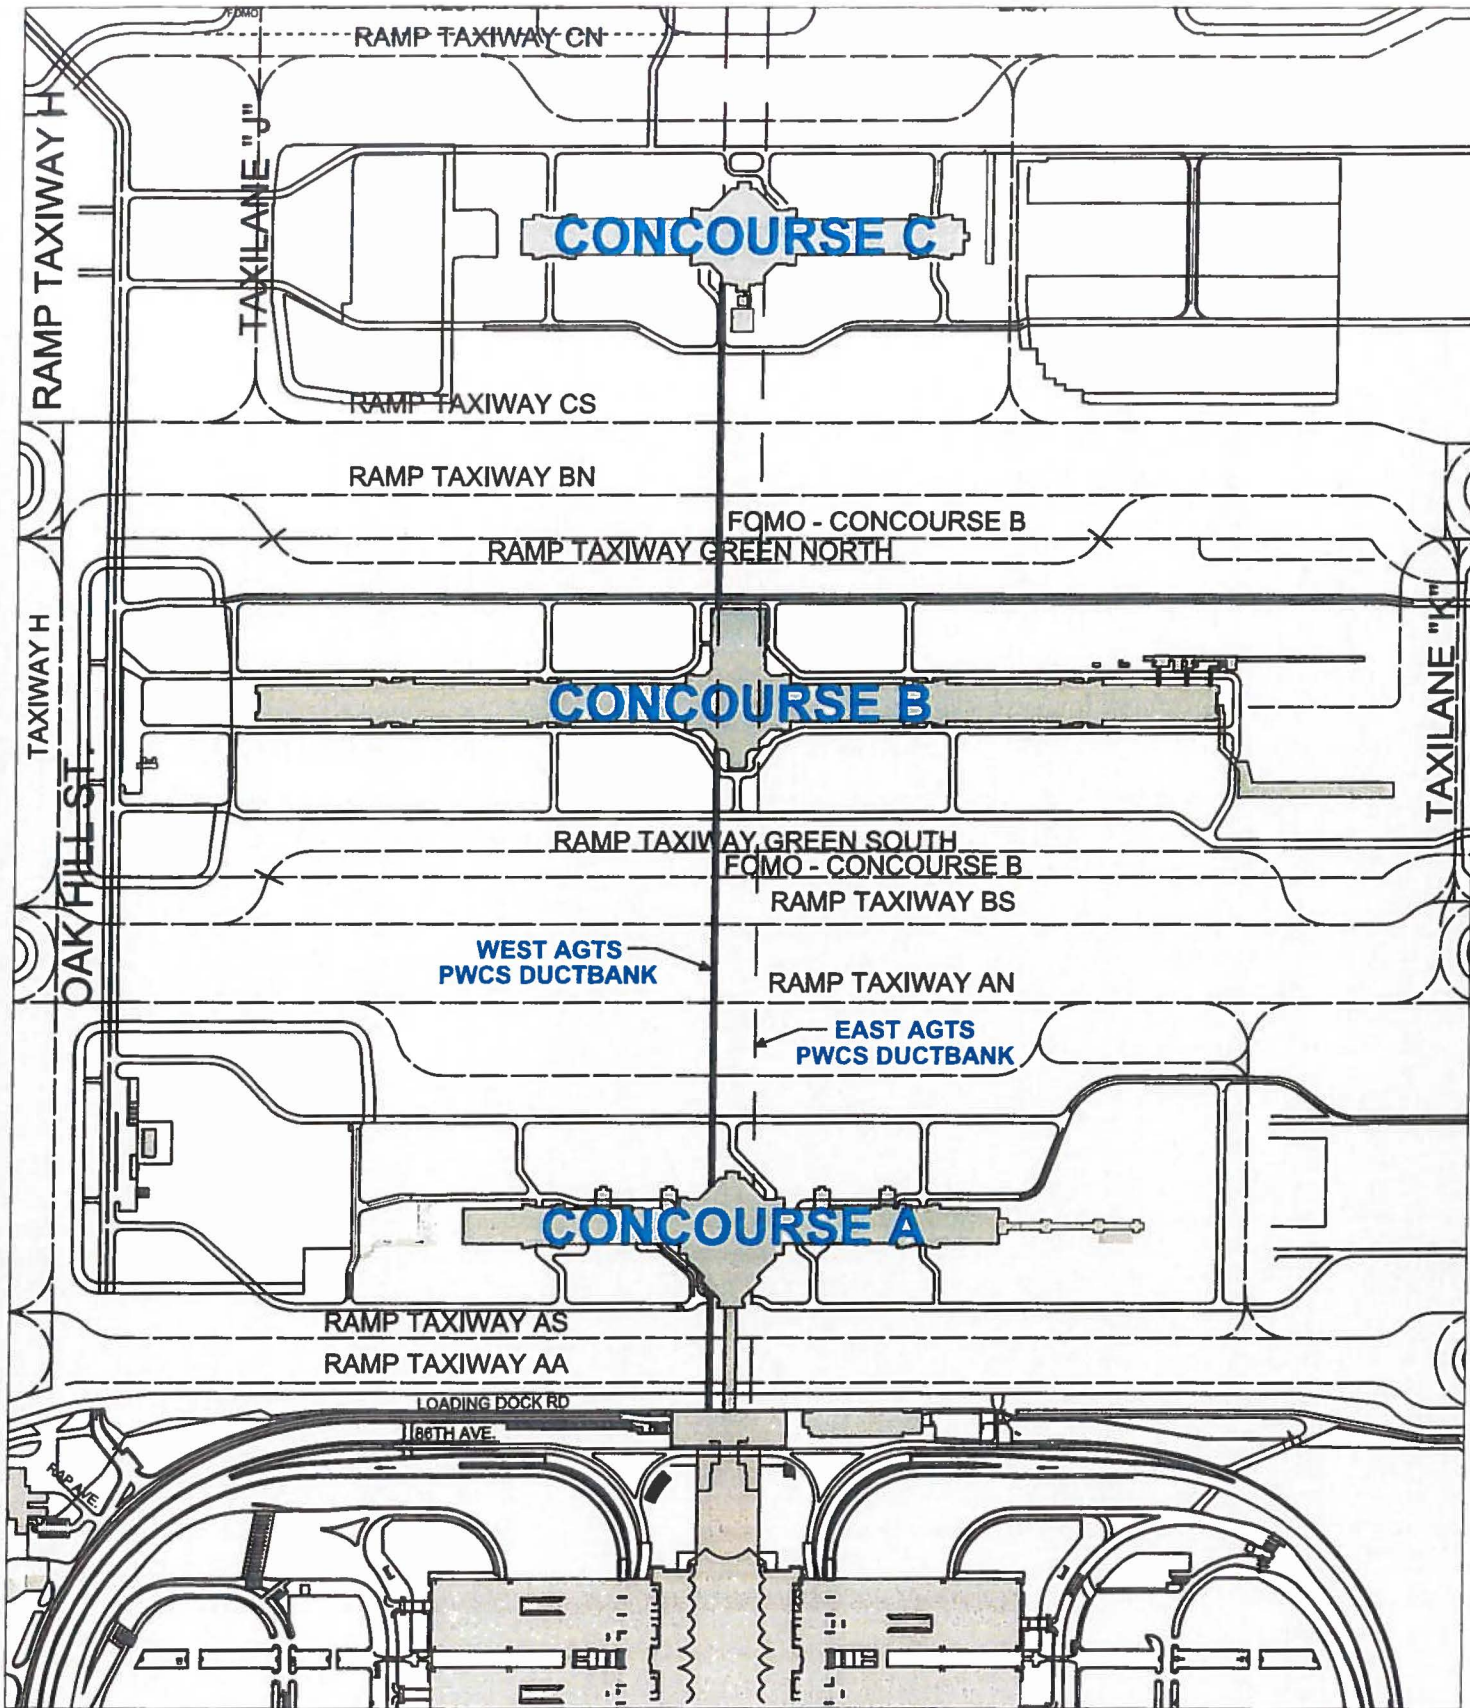 FOMO
RAMP TAXIWAY CN
RAMP TAXIWAY H
TAXILANE "J"
CONCOURSE C
RAMP TAXIWAY CS
RAMP TAXIWAY BN
FOMO - CONCOURSE B
RAMP TAXIWAY GREEN NORTH
TAXIWAY H
TAXILANE "K"
CONCOURSE B
OAK HILL ST.
RAMP TAXIWAY GREEN SOUTH
FOMO - CONCOURSE B
RAMP TAXIWAY BS
WEST AGTS
PWCS DUCTBANK
RAMP TAXIWAY AN
EAST AGTS
PWCS DUCTBANK
CONCOURSE A
RAMP TAXIWAY AS
RAMP TAXIWAY AA
LOADING DOCK RD
86TH AVE.
RAP AVE.